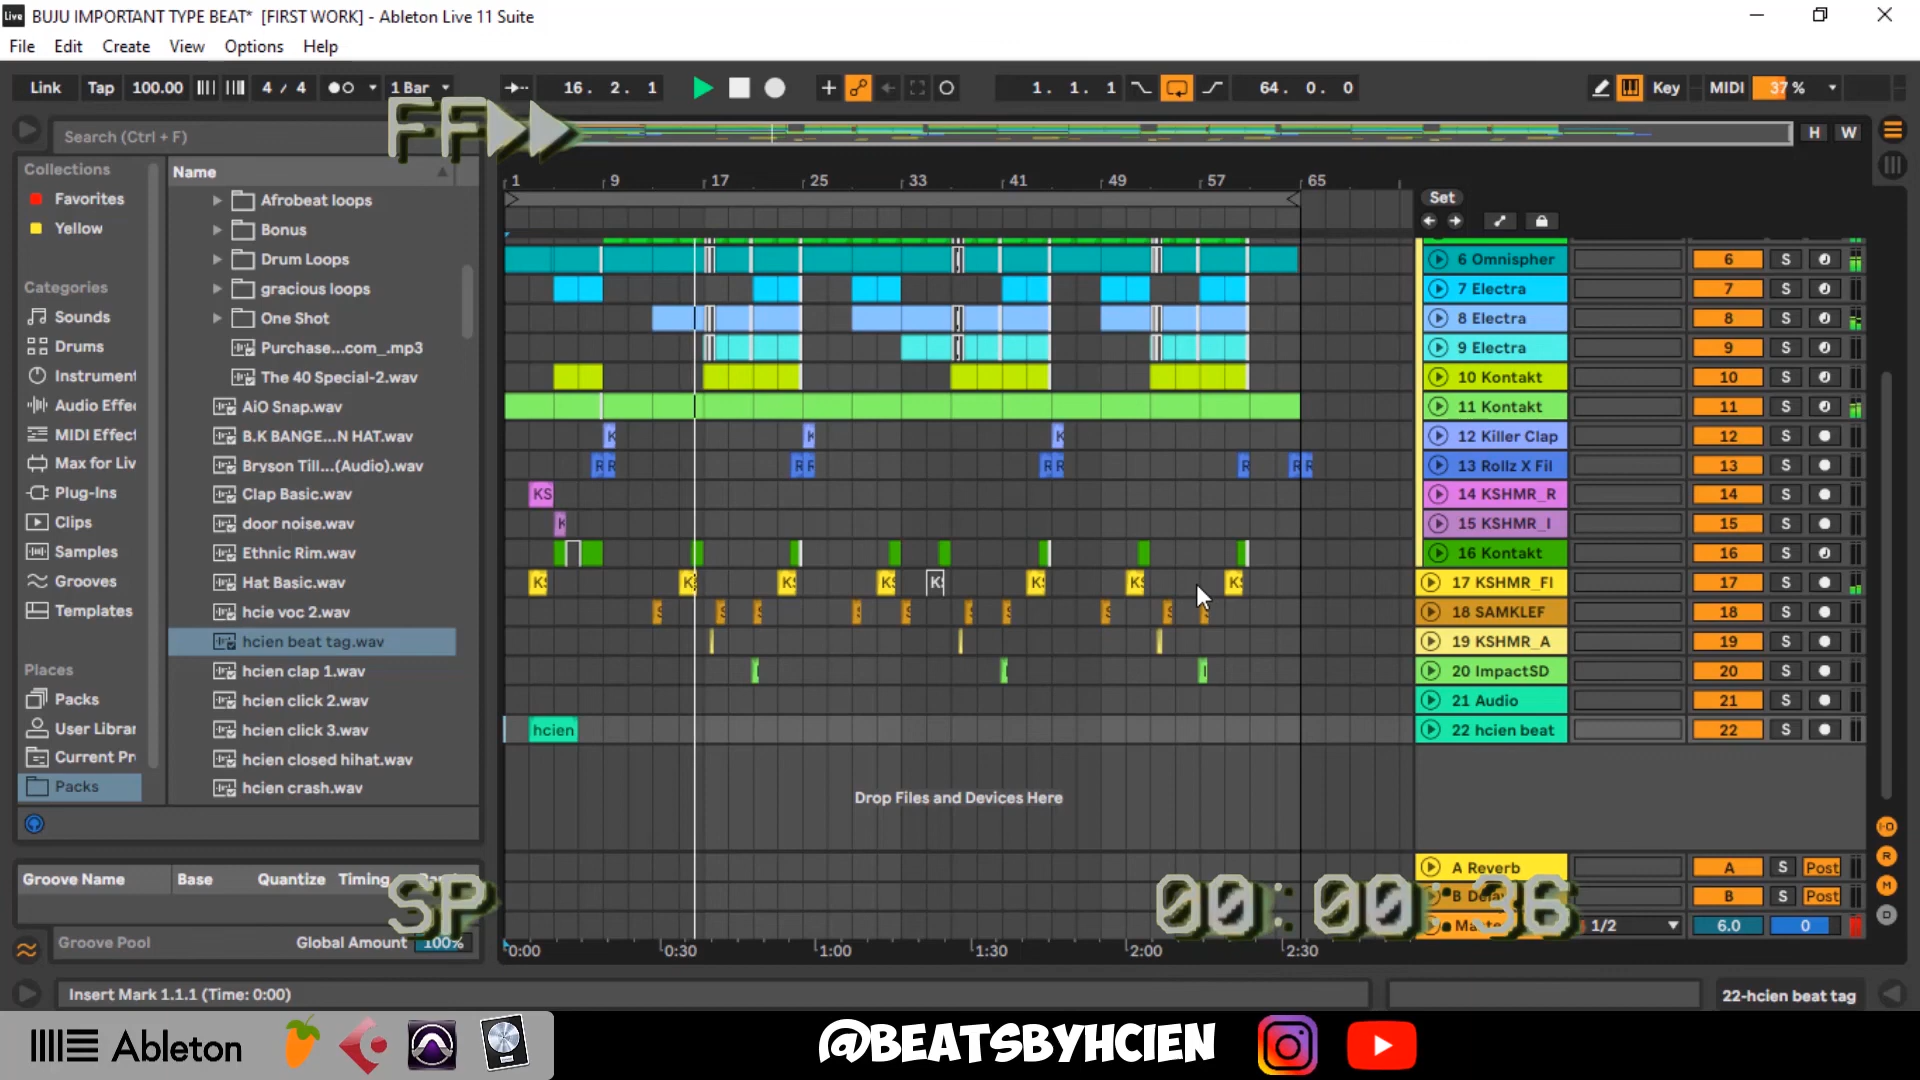 BUJU IMPORTANT TYPE BEAT* [FIRST WORK] - Ableton Live 11 Suite
File Edit Create View Options Help
Link Tap 100.00 4 / 4 1 Bar 16. 2. 1 1. 1. 1 64. 0. 0 Key MIDI 37 %
FF
Search (Ctrl + F)
H W
Collections
Favorites
Yellow
Categories
Sounds
Drums
Instrument
Audio Effe
MIDI Effect
Max for Liv
Plug-Ins
Clips
Samples
Grooves
Templates
Places
Packs
User Librar
Current Pr
Packs
Name
Afrobeat loops
Bonus
Drum Loops
gracious loops
One Shot
Purchase...com_.mp3
The 40 Special-2.wav
AiO Snap.wav
B.K BANGE...N HAT.wav
Bryson Till...(Audio).wav
Clap Basic.wav
door noise.wav
Ethnic Rim.wav
Hat Basic.wav
hcie voc 2.wav
hcien beat tag.wav
hcien clap 1.wav
hcien click 2.wav
hcien click 3.wav
hcien closed hihat.wav
hcien crash.wav
1 9 17 25 33 41 49 57 65
Set
6 Omnispher 6 S
7 Electra 7 S
8 Electra 8 S
9 Electra 9 S
10 Kontakt 10 S
11 Kontakt 11 S
K K K 12 Killer Clap 12 S
R R R R R R R R R 13 Rollz X Fil 13 S
KS 14 KSHMR_R 14 S
K 15 KSHMR_I 15 S
16 Kontakt 16 S
17 KSHMR_FI 17 S
18 SAMKLEF 18 S
19 KSHMR_A 19 S
20 ImpactSD 20 S
21 Audio 21 S
hcien 22 hcien beat 22 S
Drop Files and Devices Here
A Reverb A S Post
B S Post
1/2 6.0 0
Groove Name Base Quantize Timing
SP
00:00:36
Groove Pool Global Amount 100%
0:00 0:30 1:00 1:30 2:00 2:30
Insert Mark 1.1.1 (Time: 0:00)
22-hcien beat tag
Ableton
@BEATSBYHCIEN